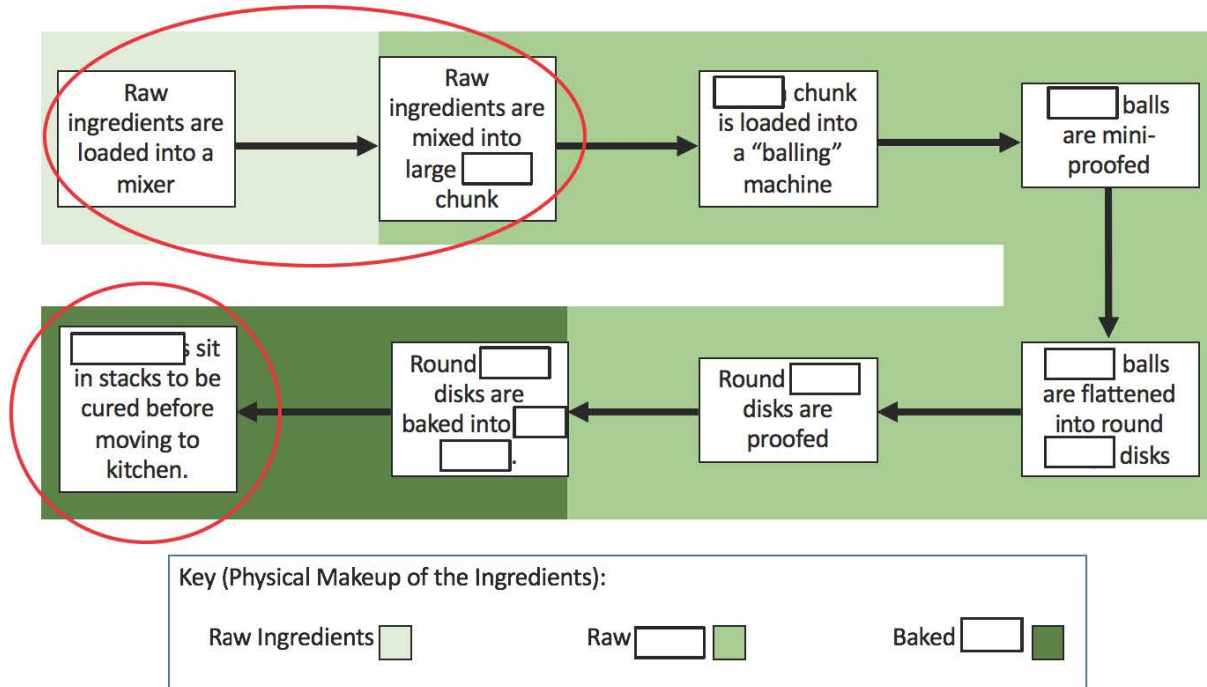 Raw
ingredients are
loaded into a
mixer
Raw
ingredients are
mixed into
large
chunk
chunk
is loaded into
a “balling”
machine
balls
are mini-
proofed
balls
are flattened
into round
disks
Round
disks are
proofed
Round
disks are
baked into
.
s sit
in stacks to be
cured before
moving to
kitchen.
Key (Physical Makeup of the Ingredients):
Raw Ingredients
Raw
Baked